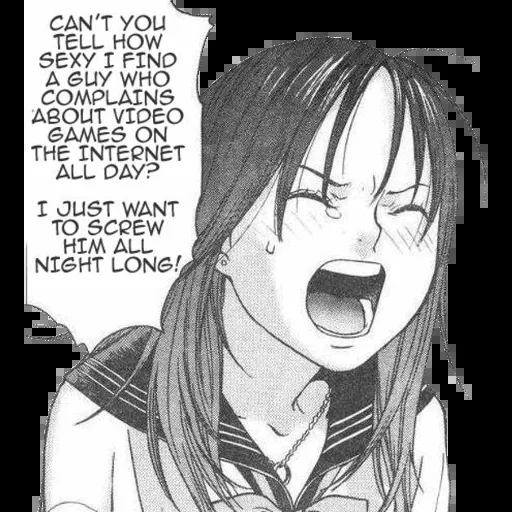 CAN'T YOU
TELL HOW
SEXY I FIND
A GUY WHO
COMPLAINS
ABOUT VIDEO
GAMES ON
THE INTERNET
ALL DAY?
I JUST WANT
TO SCREW
HIM ALL
NIGHT LONG!